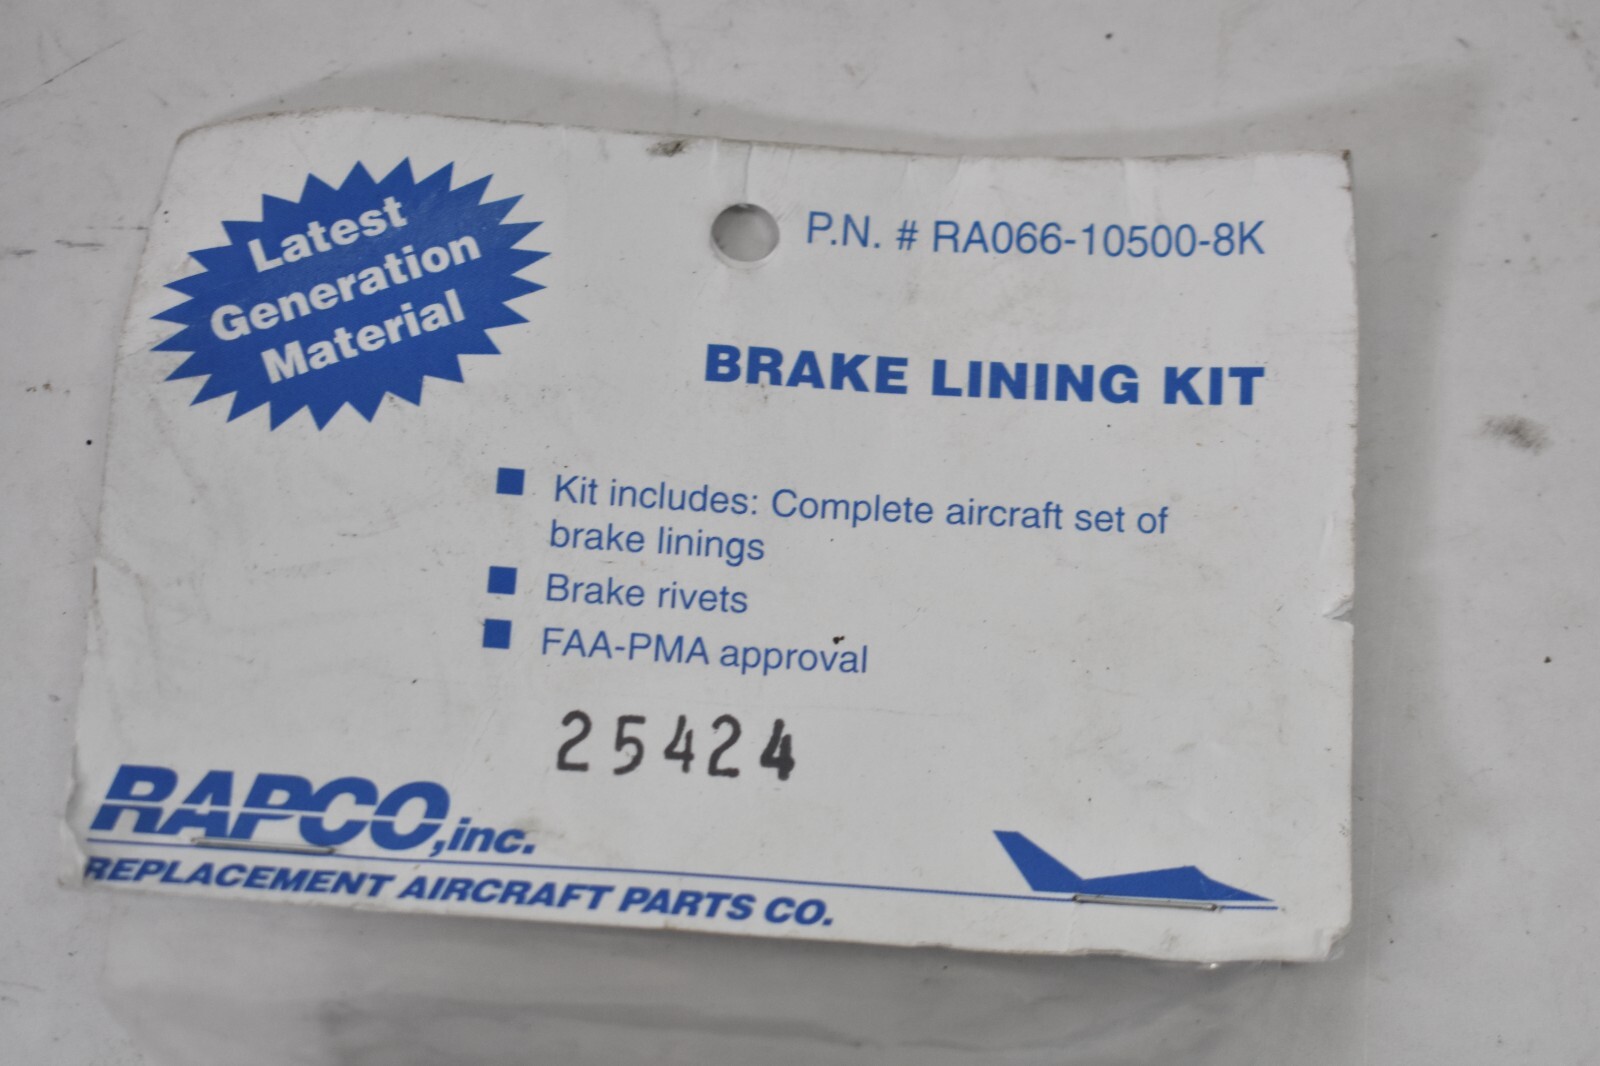 Latest
Generation
Material
P.N. # RA066-10500-8K
BRAKE LINING KIT
Kit includes: Complete aircraft set of
brake linings
Brake rivets
FAA-PMA approval
25424
RAPCO,inc.
REPLACEMENT AIRCRAFT PARTS CO.